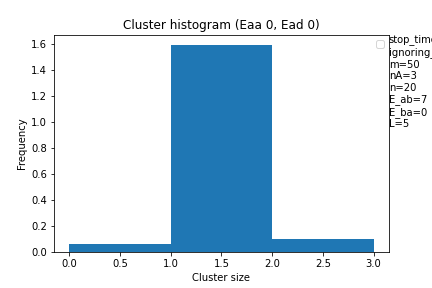 Cluster histogram (Eaa 0, Ead 0)
stop_time
ignoring_
m=50
nA=3
n=20
E_ab=7
E_ba=0
L=5
Frequency
1.6
1.4
1.2
1.0
0.8
0.6
0.4
0.2
0.0
0.0 0.5 1.0 1.5 2.0 2.5 3.0
Cluster size